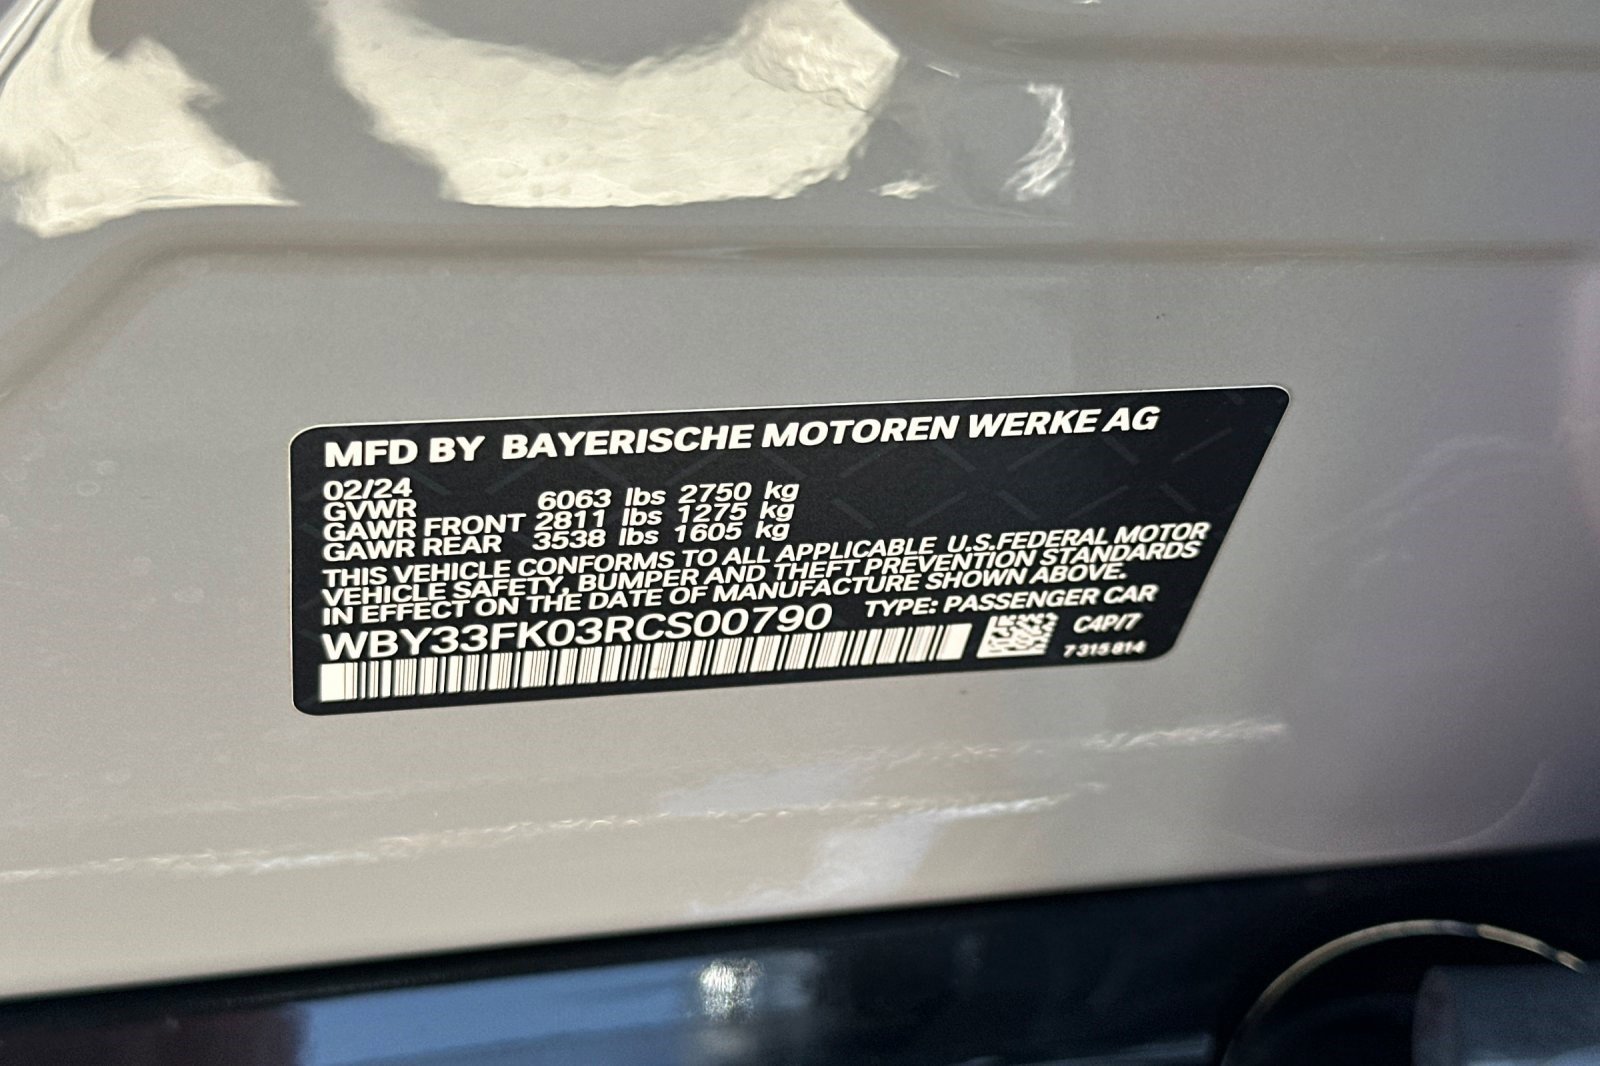 MFD BY BAYERISCHE MOTOREN WERKE AG
02/24
GVWR 6063 lbs 2750 kg
GAWR FRONT 2811 lbs 1275 kg
GAWR REAR 3538 lbs 1605 kg
THIS VEHICLE CONFORMS TO ALL APPLICABLE U.S.FEDERAL MOTOR
VEHICLE SAFETY, BUMPER AND THEFT PREVENTION STANDARDS
IN EFFECT ON THE DATE OF MANUFACTURE SHOWN ABOVE.
WBY33FK03RCS00790 TYPE: PASSENGER CAR
C4P/7
7 315 814